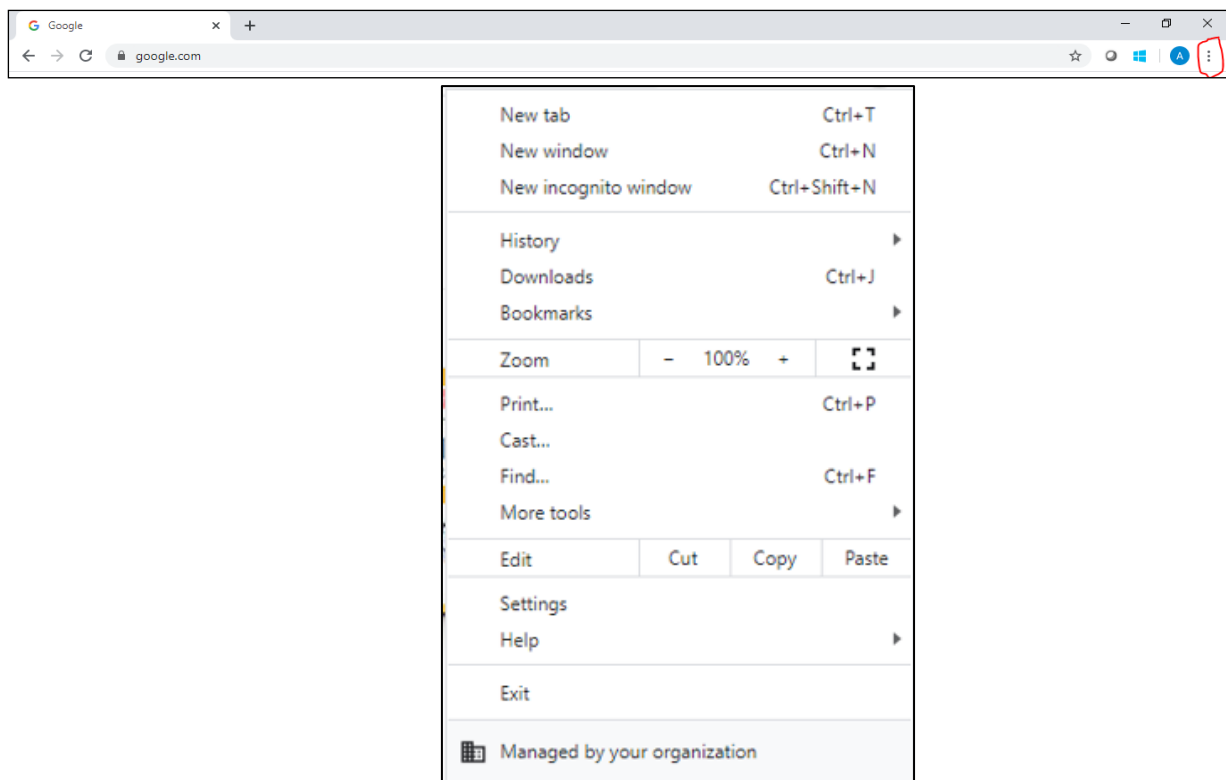 Google
google.com
A
New tab Ctrl+T
New window Ctrl+N
New incognito window Ctrl+Shift+N
History
Downloads Ctrl+J
Bookmarks
Zoom - 100% +
Print... Ctrl+P
Cast...
Find... Ctrl+F
More tools
Edit Cut Copy Paste
Settings
Help
Exit
Managed by your organization